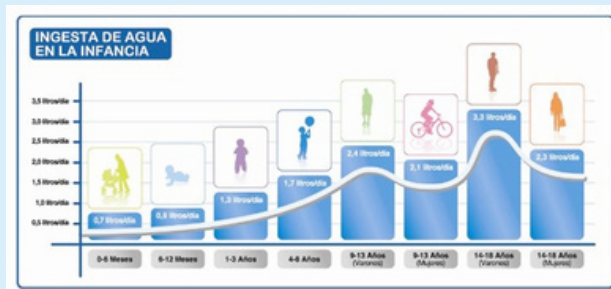 INGESTA DE AGUA
EN LA INFANCIA
3,5 litros/día
3,0 litros/día
2,5 litros/día
2,0 litros/día
1,5 litros/día
1,0 litros/día
0,5 litros/día
0,7 litros/día
0,8 litros/día
1,3 litros/día
1,7 litros/día
2,4 litros/día
2,1 litros/día
3,3 litros/día
2,3 litros/día
0-6 Meses
6-12 Meses
1-3 Años
4-8 Años
9-13 Años
(Varones)
9-13 Años
(Mujeres)
14-18 Años
(Varones)
14-18 Años
(Mujeres)